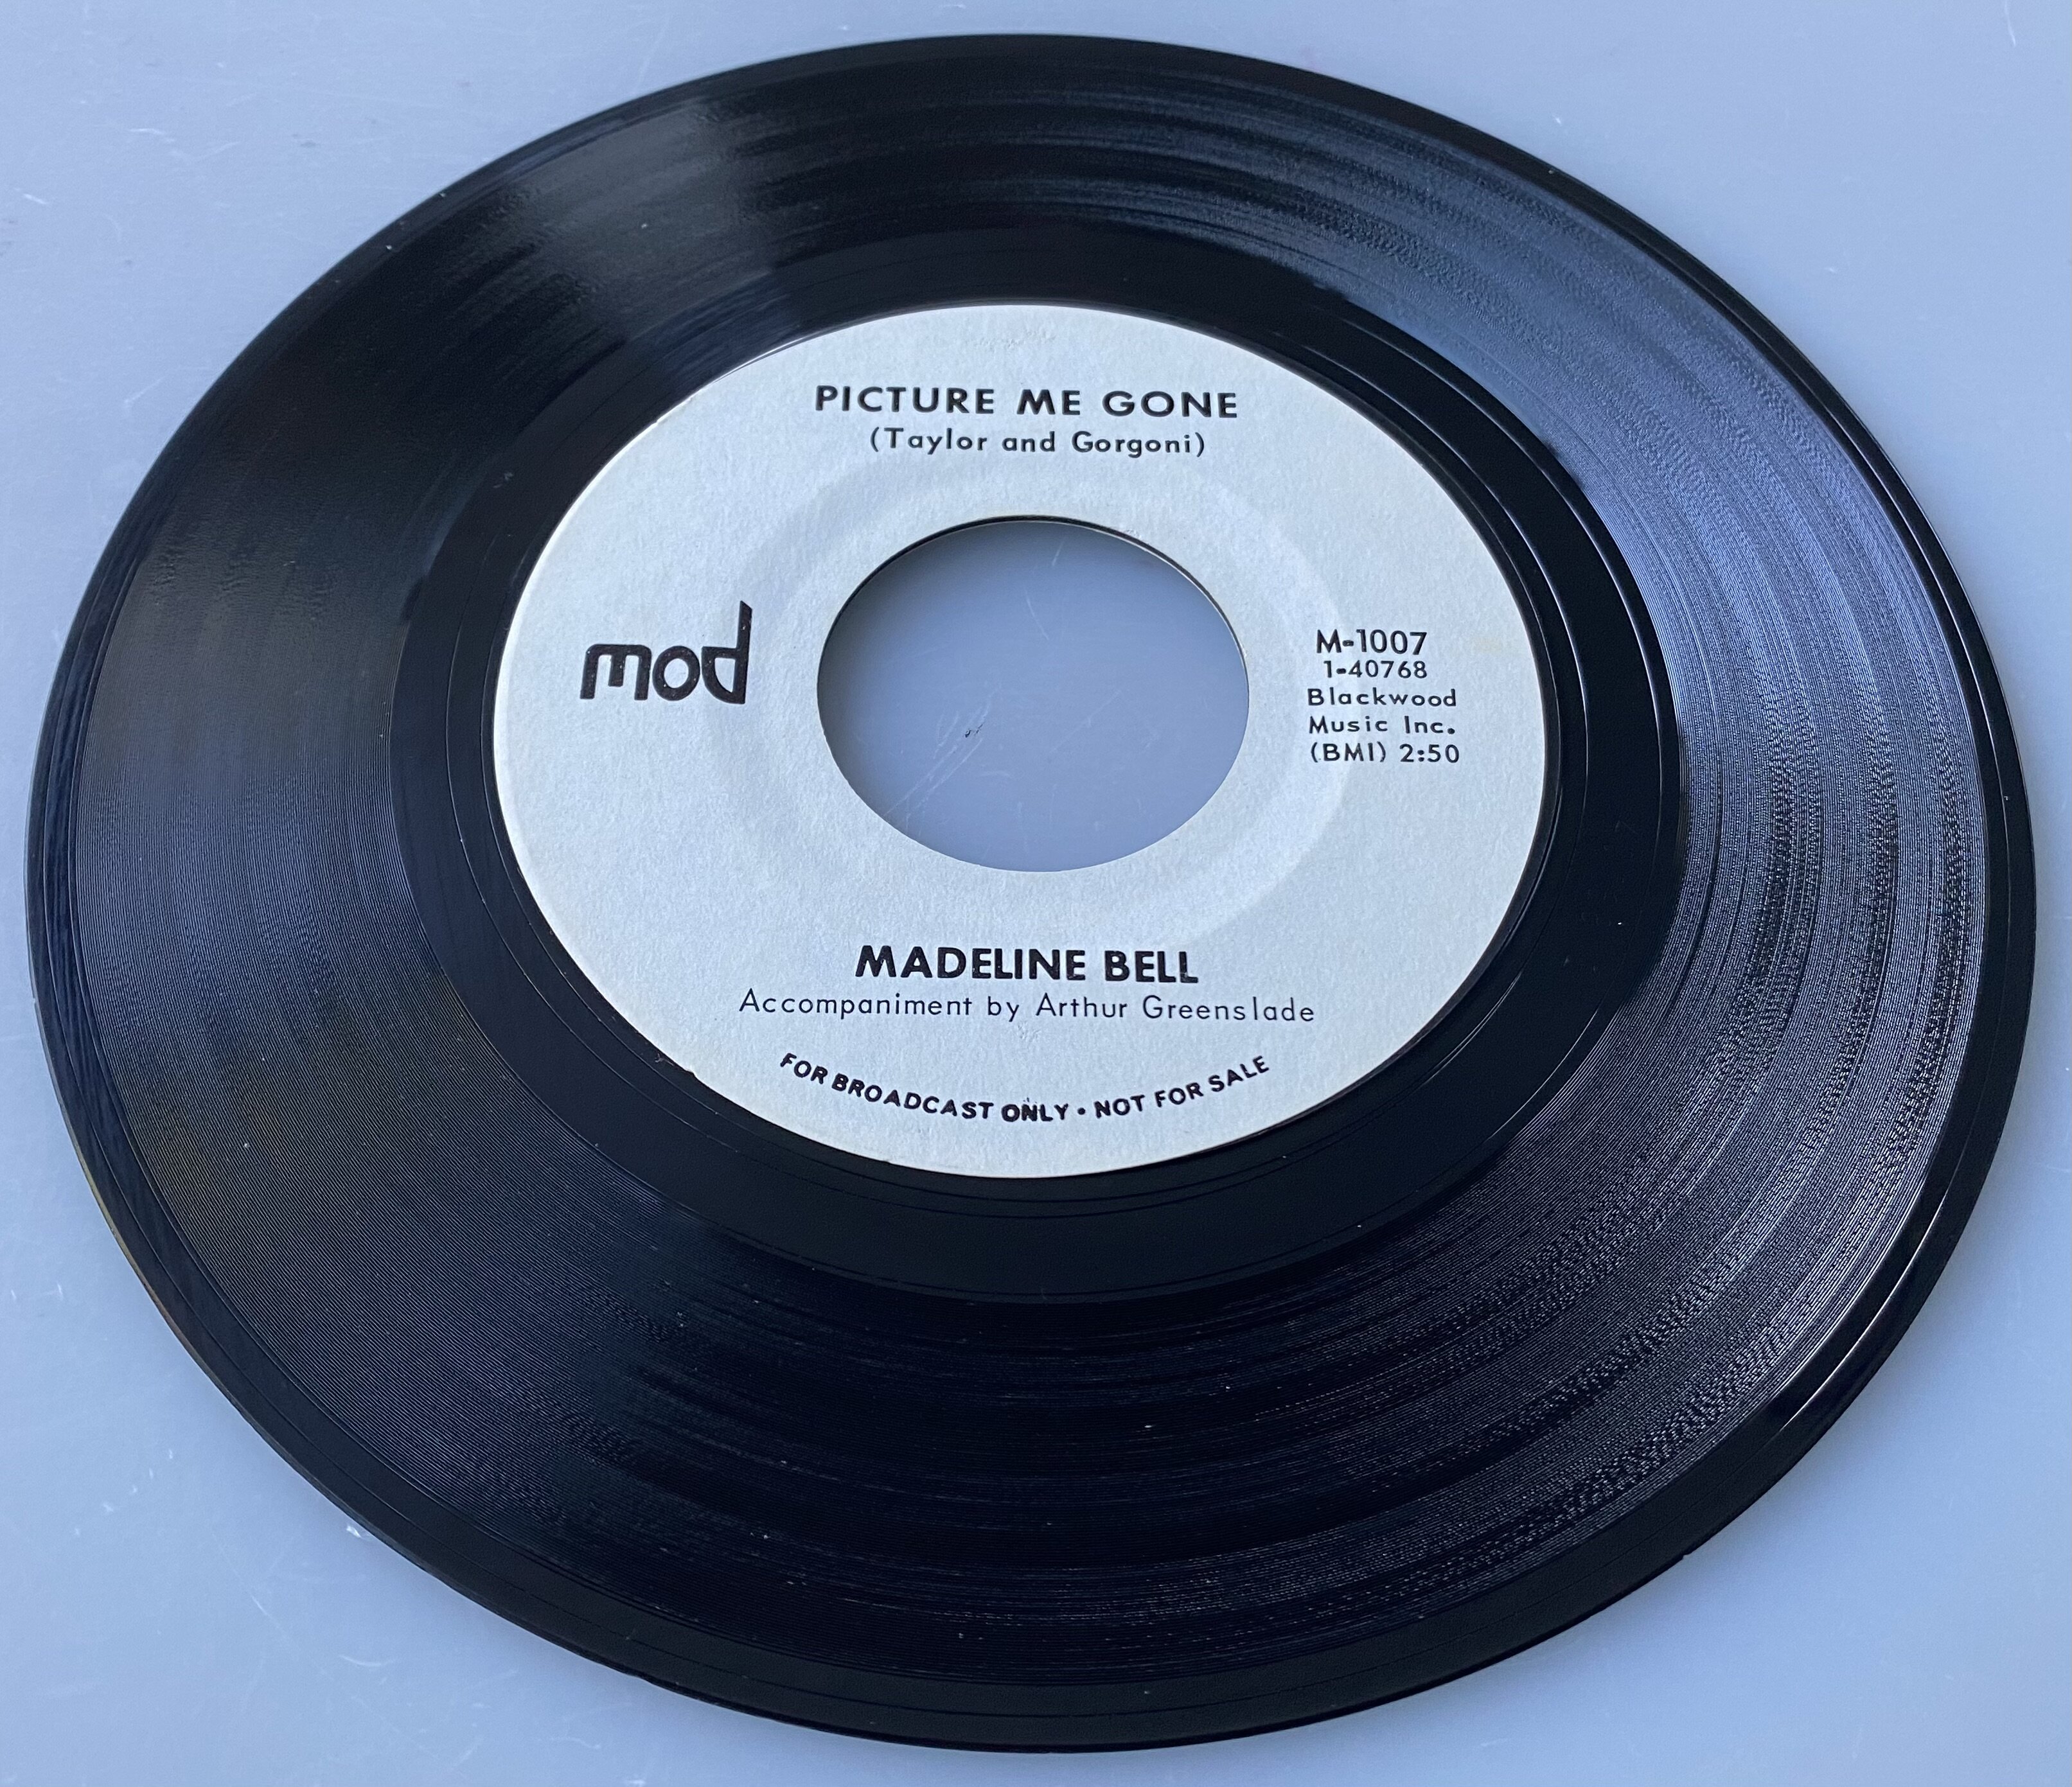 PICTURE ME GONE
(Taylor and Gorgoni)
mod
M-1007
1-40768
Blackwood
Music Inc.
(BMI) 2:50
MADELINE BELL
Accompaniment by Arthur Greenslade
FOR BROADCAST ONLY • NOT FOR SALE